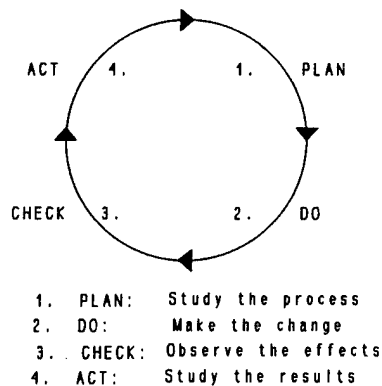 ACT 4. 1. PLAN
CHECK 3. 2. DO
1. PLAN: Study the process
2. DO: Make the change
3. CHECK: Observe the effects
4. ACT: Study the results